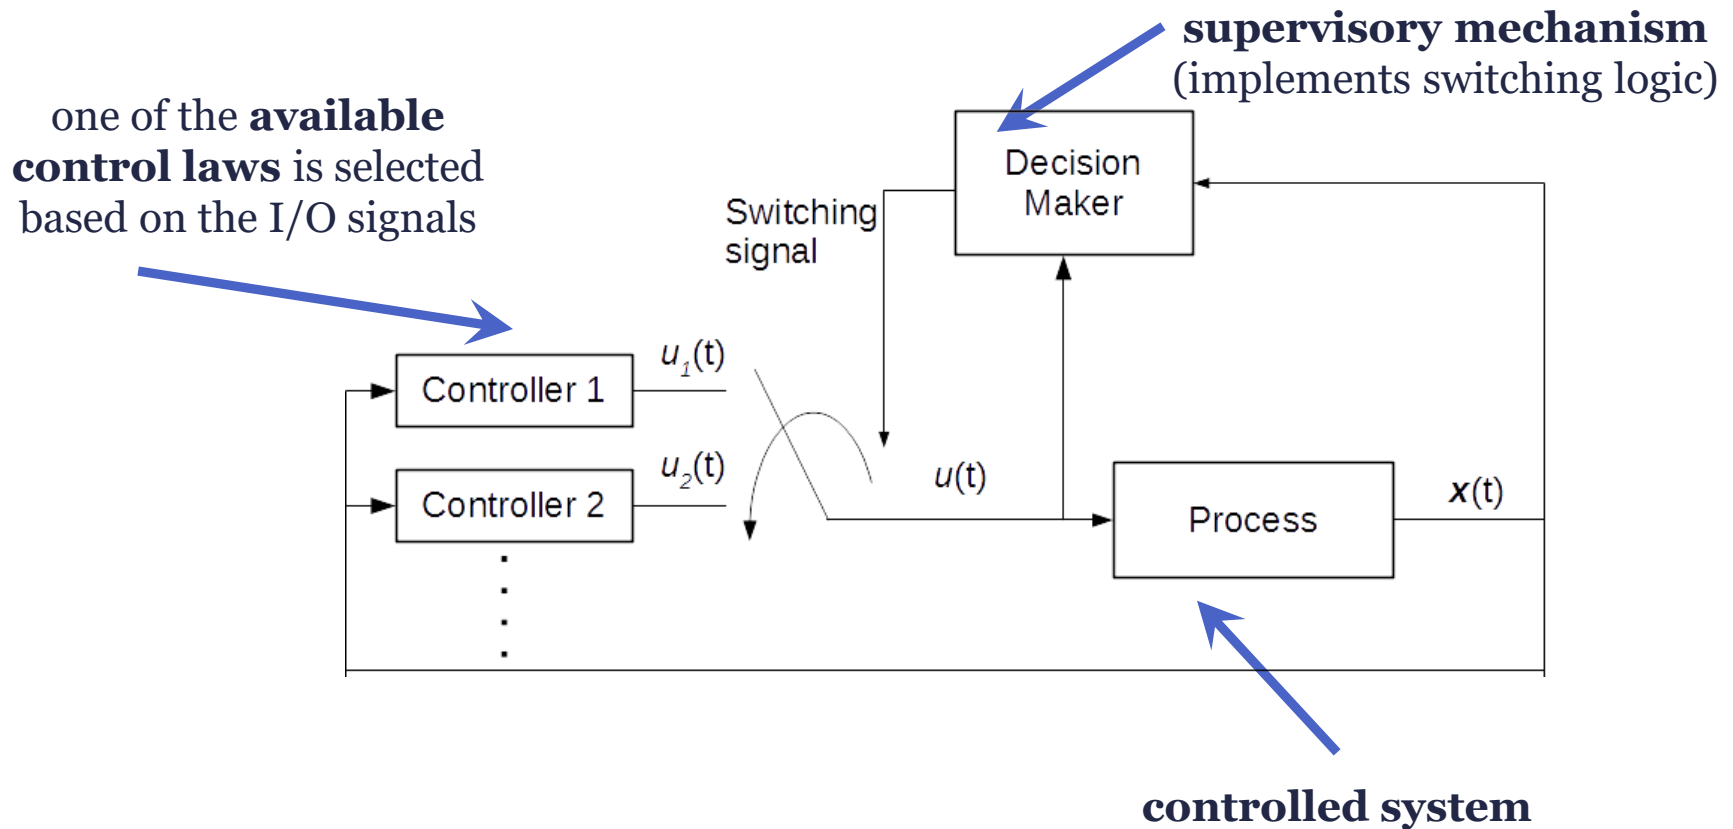 supervisory mechanism
(implements switching logic)
one of the available
control laws is selected
based on the I/O signals
Decision
Maker
Switching
signal
u₁(t)
Controller 1
u₂(t)
Controller 2
u(t)
Process
x(t)
controlled system